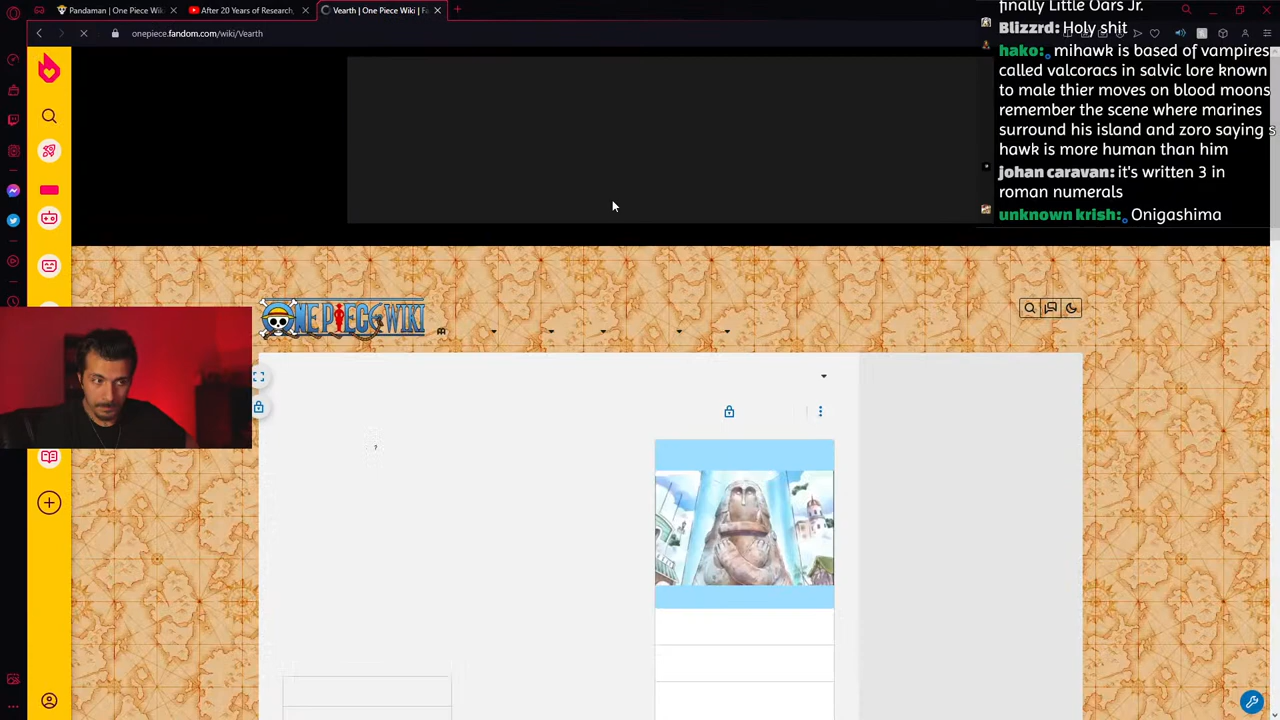 Pandaman | One Piece Wiki
After 20 Years of Research,
Vearth | One Piece Wiki | Fa
onepiece.fandom.com/wiki/Vearth
finally Little Oars Jr.
Blizzrd: Holy shit
hako: mihawk is based of vampires
called valcoracs in salvic lore known
to male thier moves on blood moons
remember the scene where marines
surround his island and zoro saying
hawk is more human than him
johan caravan: it's written 3 in
roman numerals
unknown krish: Onigashima
ONE PIECE WIKI
?